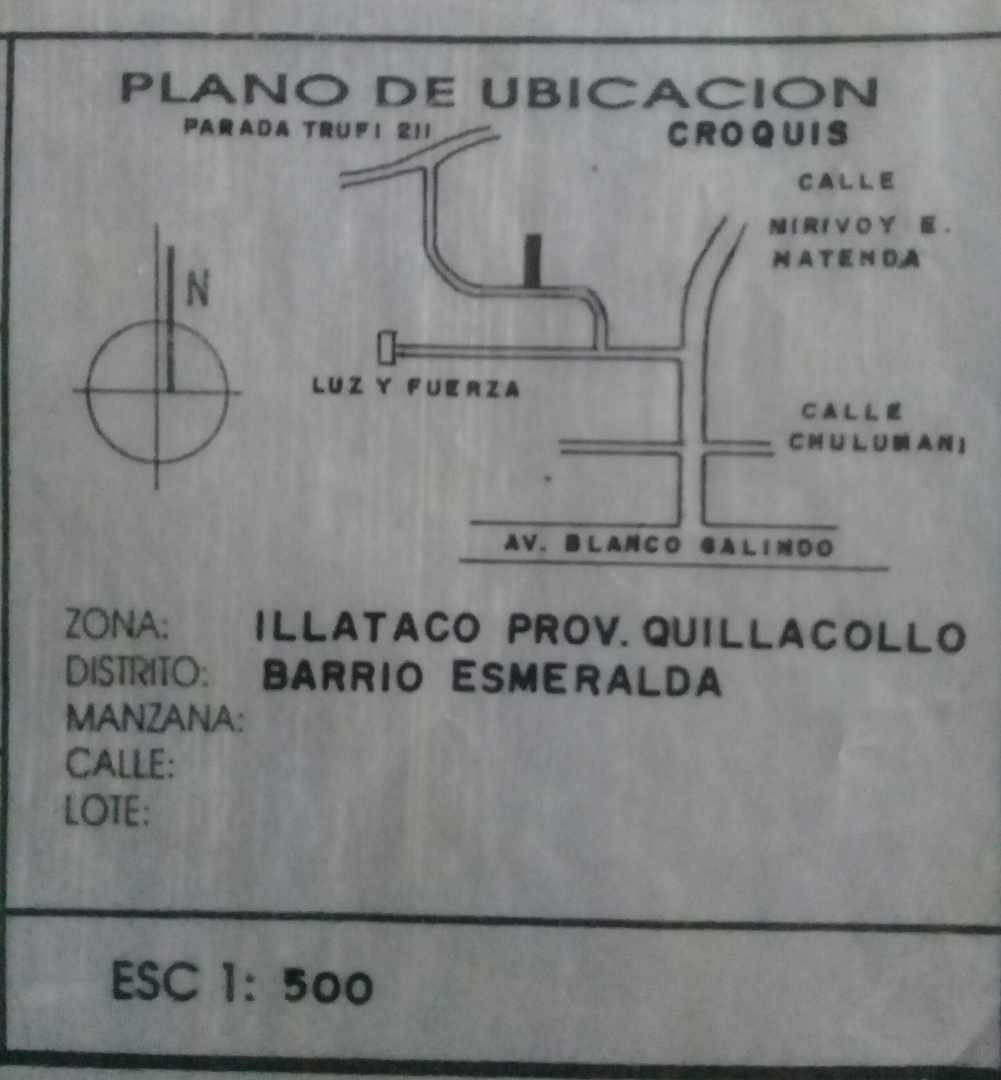 PLANO DE UBICACION
PARADA TRUFI 211
CROQUIS
CALLE
MIRIVOY E.
MATENDA
N
LUZ Y FUERZA
CALLE
CHULUMANI
AV. BLANCO GALINDO
ZONA: ILLATACO PROV. QUILLACOLLO
DISTRITO: BARRIO ESMERALDA
MANZANA:
CALLE:
LOTE:
ESC 1: 500